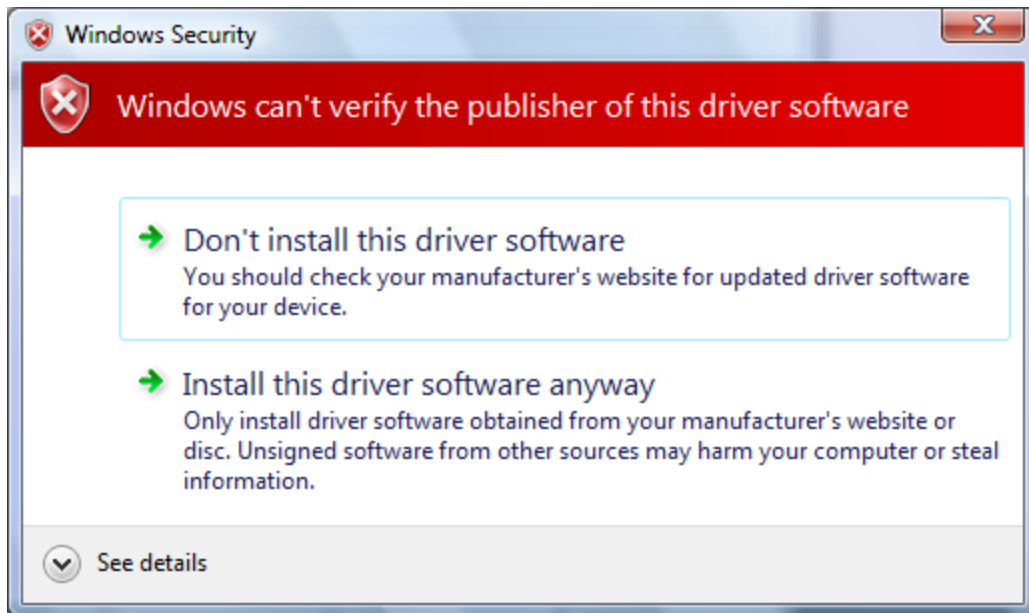 Windows Security
Windows can't verify the publisher of this driver software
Don't install this driver software
You should check your manufacturer's website for updated driver software
for your device.
Install this driver software anyway
Only install driver software obtained from your manufacturer's website or
disc. Unsigned software from other sources may harm your computer or steal
information.
See details